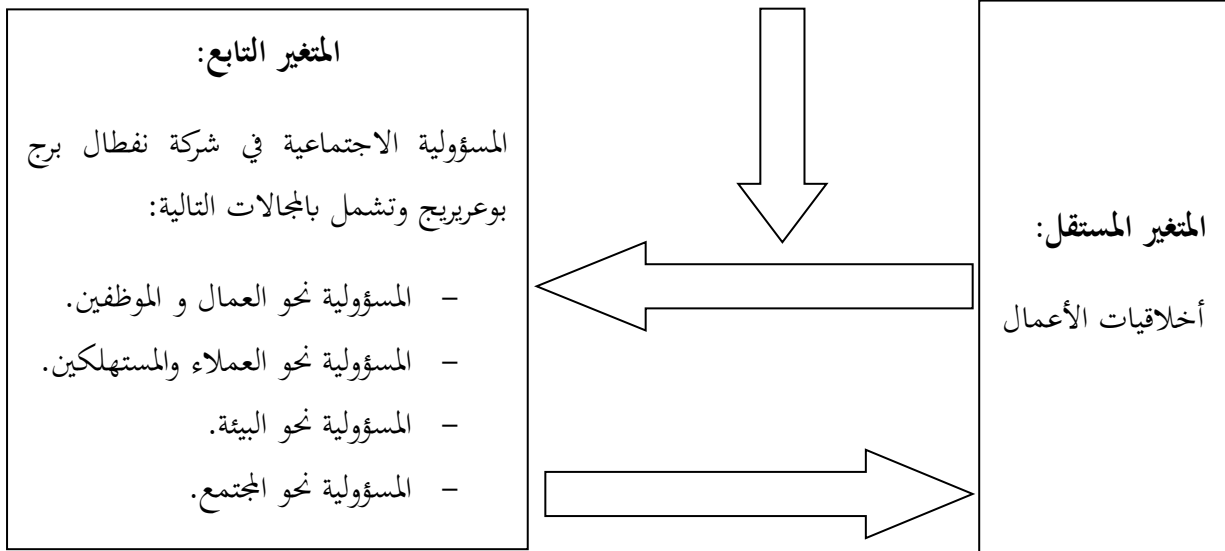 المتغير المستقل:
أخلاقيات الأعمال
المتغير التابع:
المسؤولية الاجتماعية في شركة نفطال برج
بوعريريج وتشمل بالمجالات التالية:
– المسؤولية نحو العمال و الموظفين.
– المسؤولية نحو العملاء والمستهلكين.
– المسؤولية نحو البيئة.
– المسؤولية نحو المجتمع.